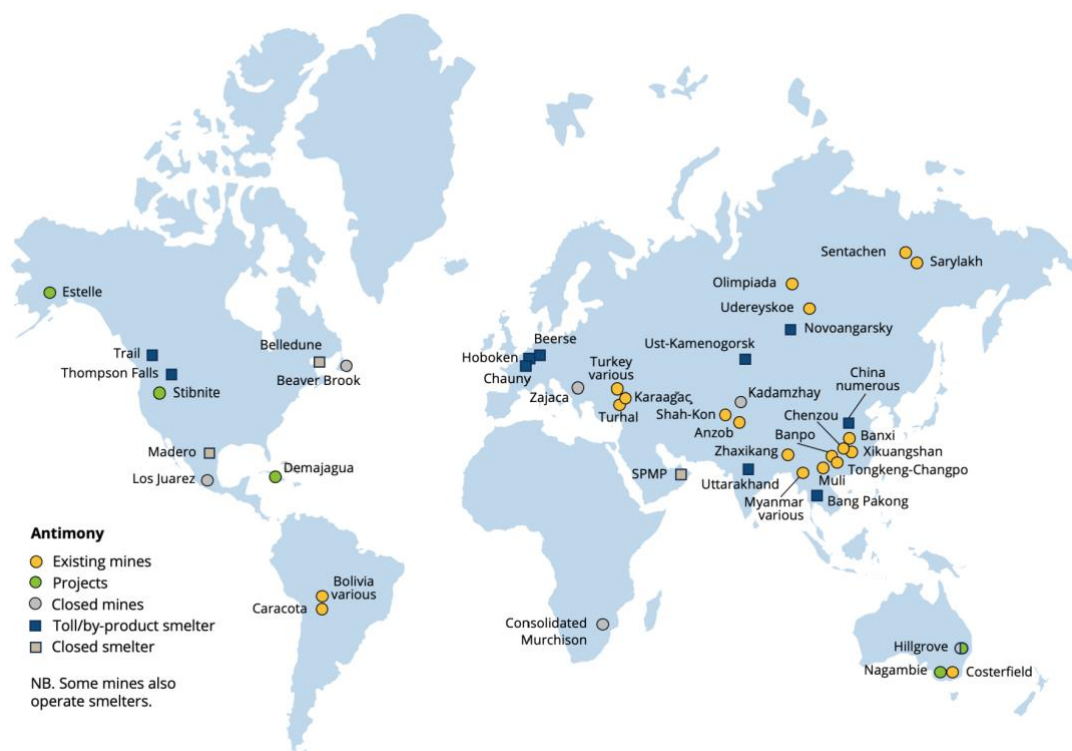 Sentachen
Sarylakh
Olimpiada
Estelle
Udereyskoe
Novoangarsky
Belledune
Beerse
Trail
Hoboken
Ust-Kamenogorsk
Thompson Falls
Beaver Brook
Chauny
Turkey
various
China
numerous
Stibnite
Zajaca
Karaağac
Kadamzhay
Turhal
Shah-Kon
Chenzou
Anzob
Banpo
Banxi
Madero
Zhaxikang
Xikuangshan
Demajagua
Tongkeng-Changpo
Los Juarez
SPMP
Uttarakhand
Muli
Myanmar
various
Bang Pakong
Antimony
Existing mines
Projects
Closed mines
Toll/by-product smelter
Closed smelter
NB. Some mines also
operate smelters.
Bolivia
various
Caracota
Consolidated
Murchison
Hillgrove
Nagambie
Costerfield